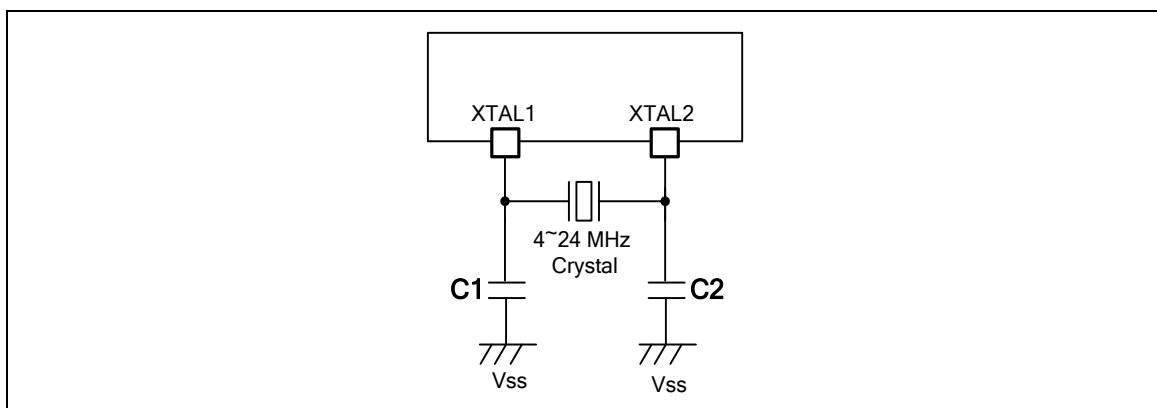 XTAL1 XTAL2
4~24 MHz
Crystal
C1 C2
Vss Vss